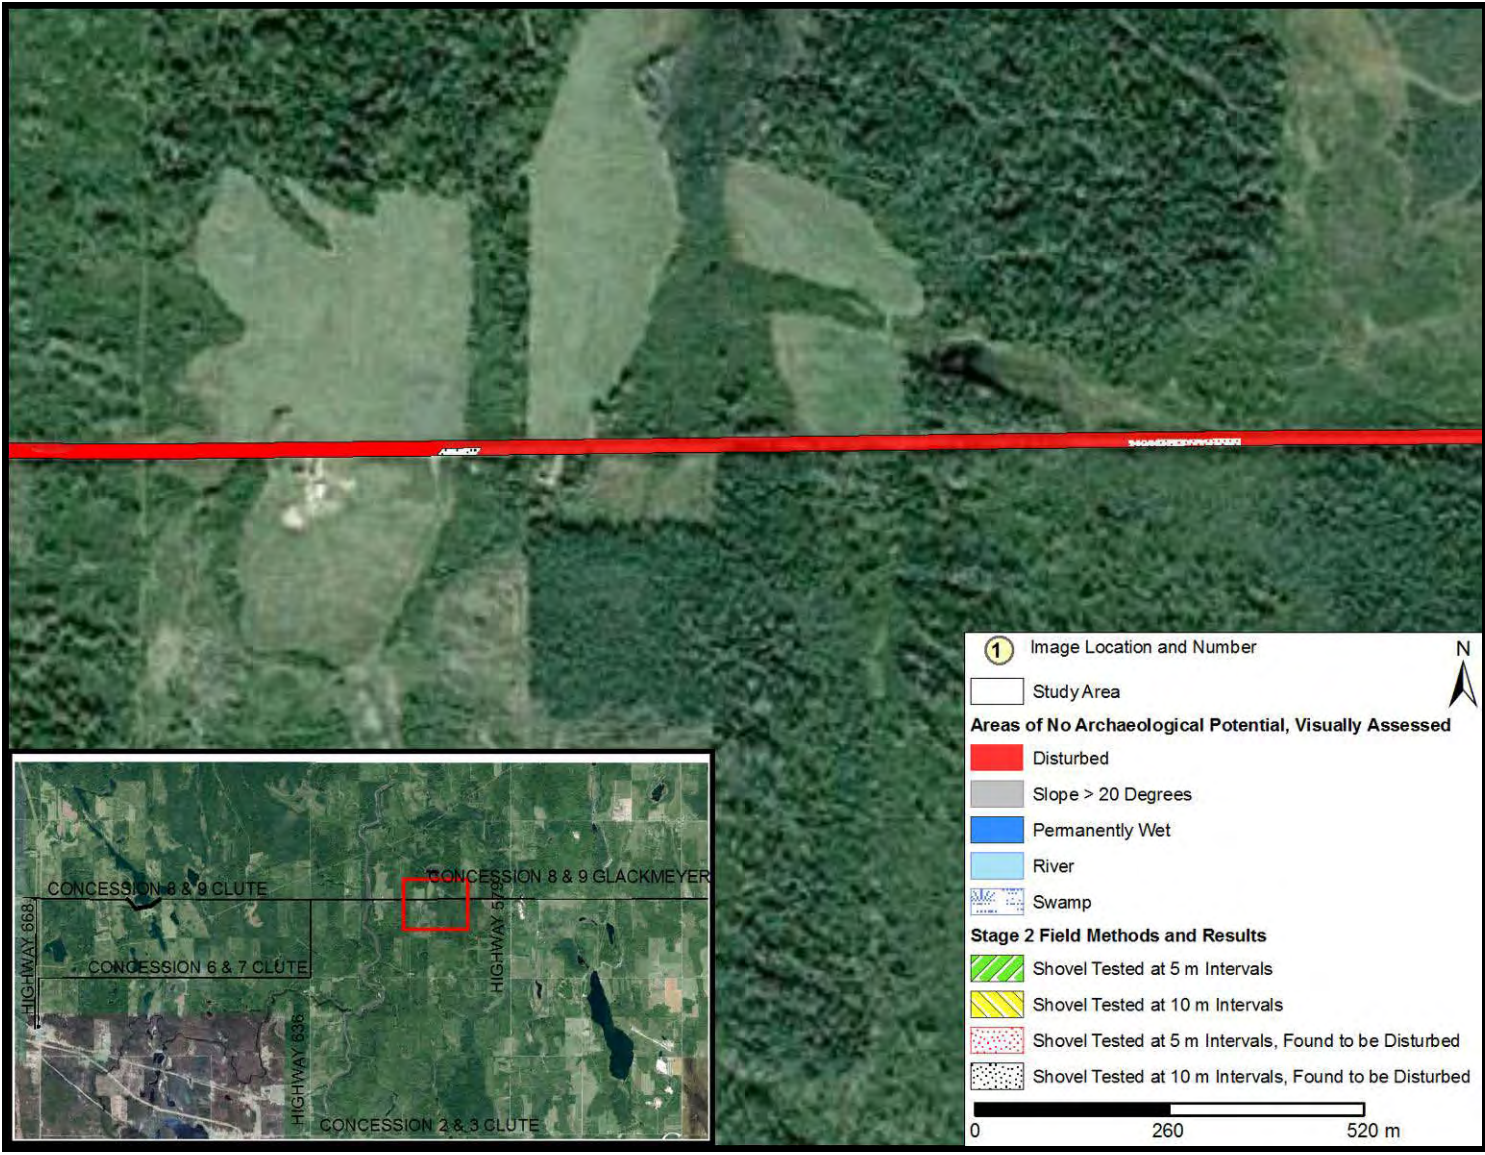 1 Image Location and Number
N
Study Area
Areas of No Archaeological Potential, Visually Assessed
Disturbed
Slope > 20 Degrees
Permanently Wet
River
Swamp
Stage 2 Field Methods and Results
Shovel Tested at 5 m Intervals
Shovel Tested at 10 m Intervals
Shovel Tested at 5 m Intervals, Found to be Disturbed
Shovel Tested at 10 m Intervals, Found to be Disturbed
0 260 520 m
CONCESSION 8 & 9 GLACKMEYER
CONCESSION 8 & 9 CLUTE
HIGHWAY 668
HIGHWAY 579
CONCESSION 6 & 7 CLUTE
HIGHWAY 636
CONCESSION 2 & 3 CLUTE